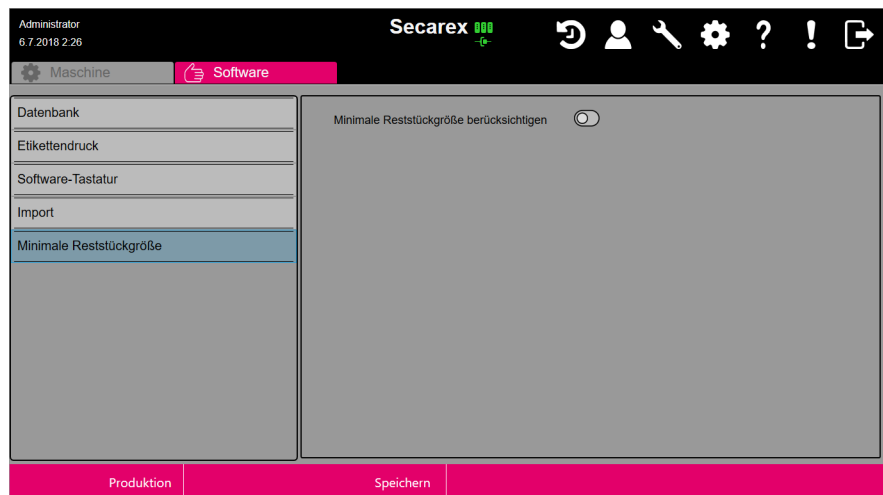 Administrator
6.7.2018 2:26
Secarex
? !
Maschine
Software
Datenbank
Etikettendruck
Software-Tastatur
Import
Minimale Reststückgröße
Minimale Reststückgröße berücksichtigen
Produktion
Speichern